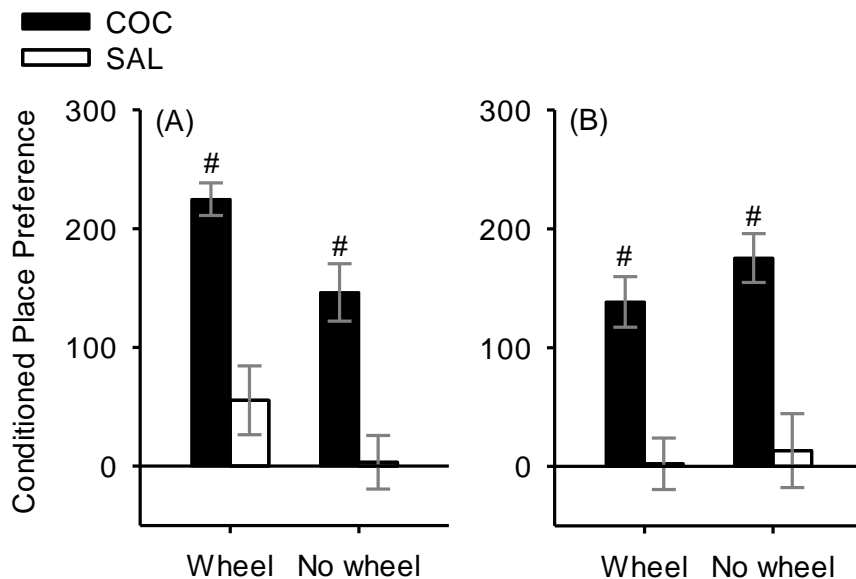 COC
SAL
Conditioned Place Preference
300
200
100
0
(A)
#
#
Wheel No wheel
300
200
100
0
(B)
#
#
Wheel No wheel